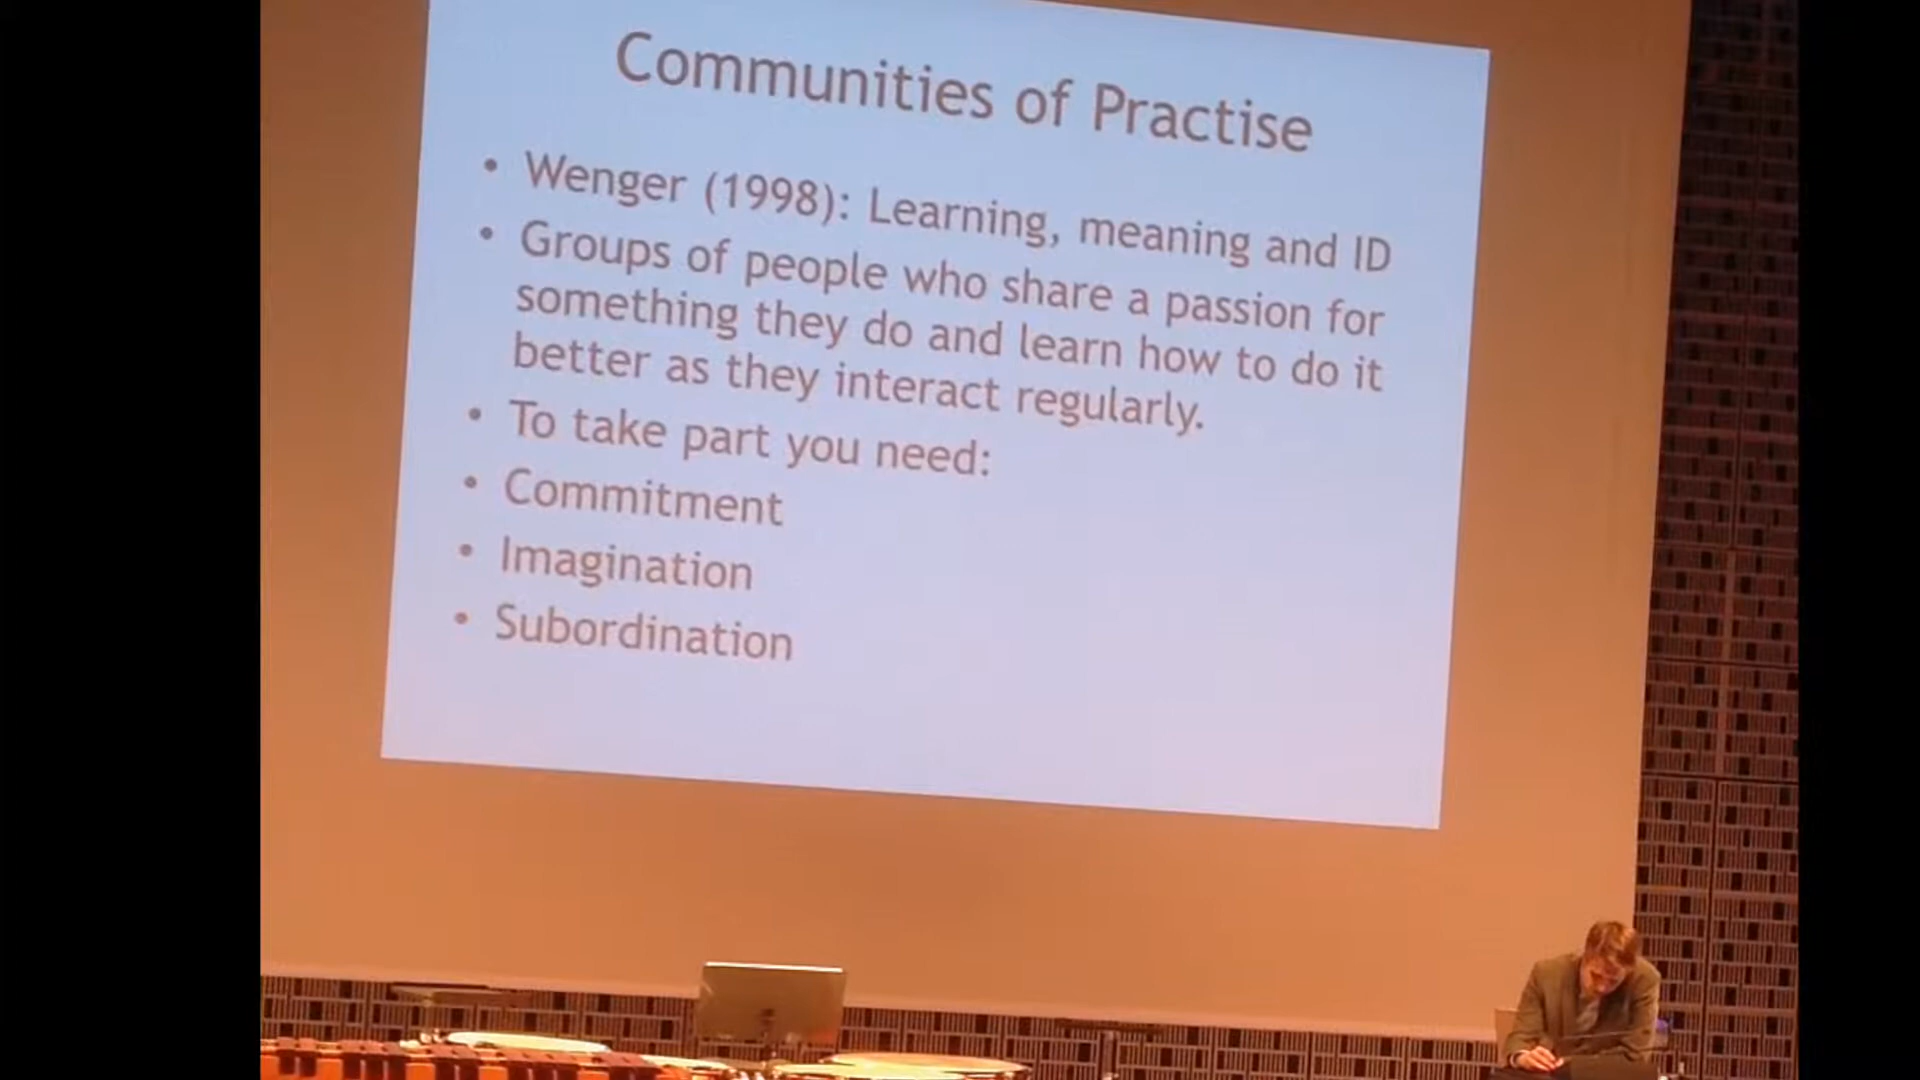 Communities of Practise
• Wenger (1998): Learning, meaning and ID
• Groups of people who share a passion for
something they do and learn how to do it
better as they interact regularly.
• To take part you need:
• Commitment
• Imagination
• Subordination